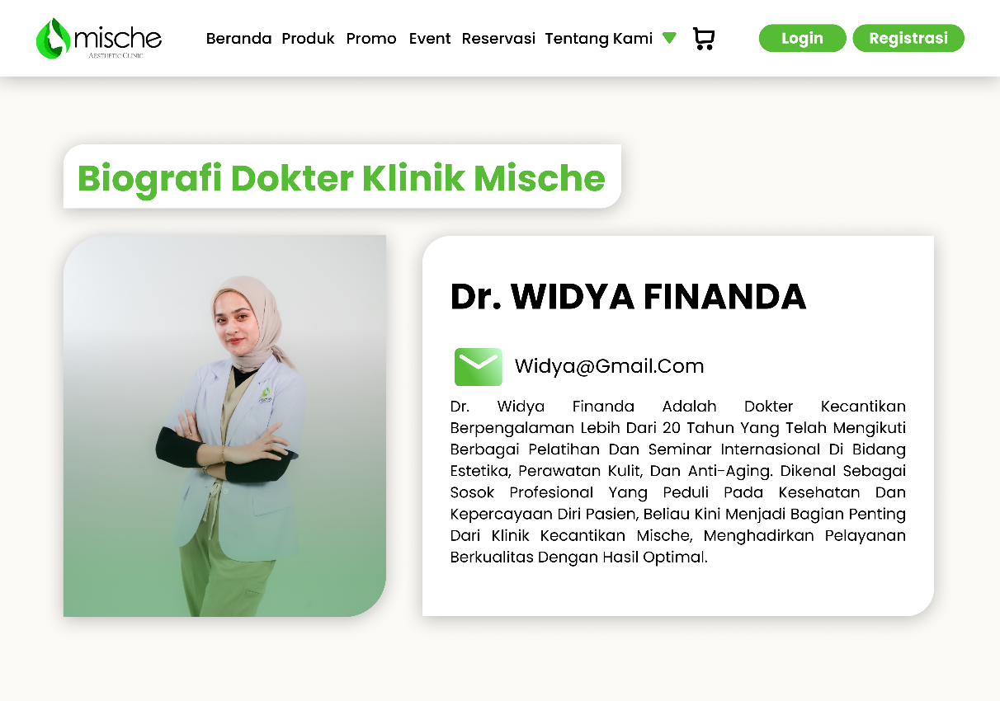 mische
AESTHETIC CLINIC
Beranda Produk Promo Event Reservasi Tentang Kami
Login Registrasi
Biografi Dokter Klinik Mische
Dr. WIDYA FINANDA
Widya@Gmail.Com
Dr. Widya Finanda Adalah Dokter Kecantikan
Berpengalaman Lebih Dari 20 Tahun Yang Telah Mengikuti
Berbagai Pelatihan Dan Seminar Internasional Di Bidang
Estetika, Perawatan Kulit, Dan Anti-Aging. Dikenal Sebagai
Sosok Profesional Yang Peduli Pada Kesehatan Dan
Kepercayaan Diri Pasien, Beliau Kini Menjadi Bagian Penting
Dari Klinik Kecantikan Mische, Menghadirkan Pelayanan
Berkualitas Dengan Hasil Optimal.